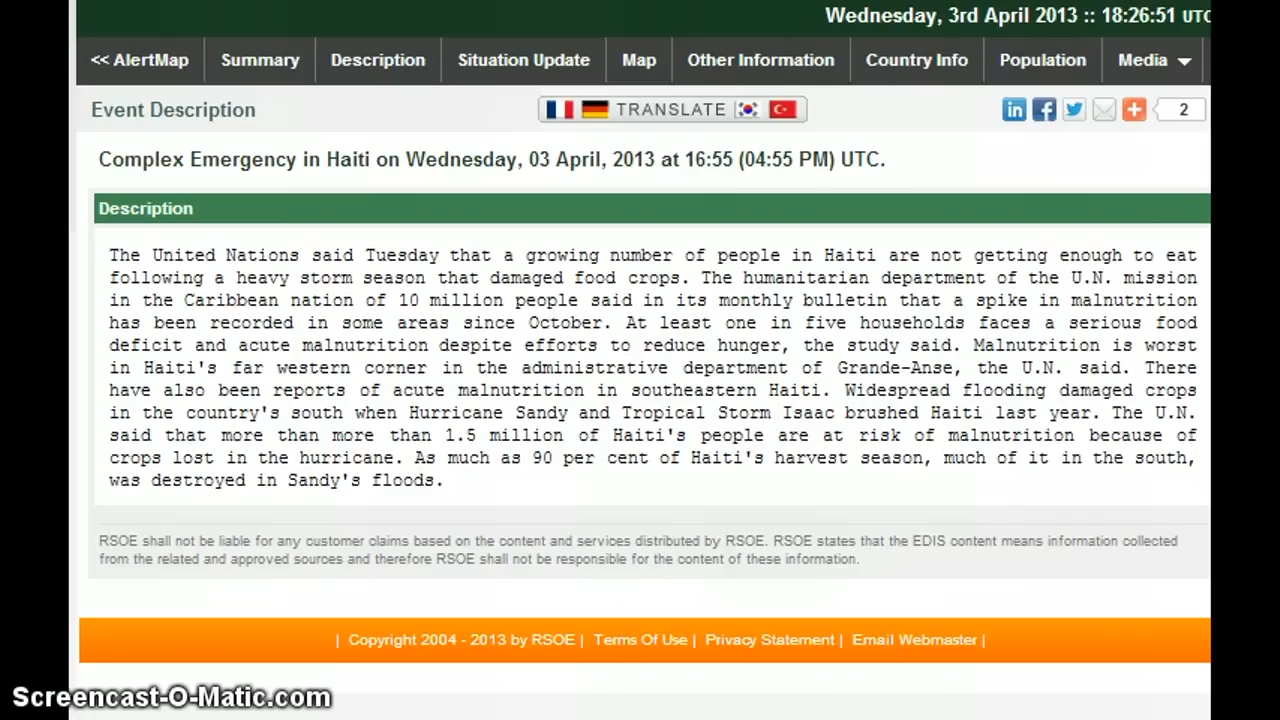 Wednesday, 3rd April 2013 :: 18:26:51 UTC
<< AlertMap Summary Description Situation Update Map Other Information Country Info Population Media
Event Description TRANSLATE 2
Complex Emergency in Haiti on Wednesday, 03 April, 2013 at 16:55 (04:55 PM) UTC.
Description
The United Nations said Tuesday that a growing number of people in Haiti are not getting enough to eat
following a heavy storm season that damaged food crops. The humanitarian department of the U.N. mission
in the Caribbean nation of 10 million people said in its monthly bulletin that a spike in malnutrition
has been recorded in some areas since October. At least one in five households faces a serious food
deficit and acute malnutrition despite efforts to reduce hunger, the study said. Malnutrition is worst
in Haiti's far western corner in the administrative department of Grande-Anse, the U.N. said. There
have also been reports of acute malnutrition in southeastern Haiti. Widespread flooding damaged crops
in the country's south when Hurricane Sandy and Tropical Storm Isaac brushed Haiti last year. The U.N.
said that more than more than 1.5 million of Haiti's people are at risk of malnutrition because of
crops lost in the hurricane. As much as 90 per cent of Haiti's harvest season, much of it in the south,
was destroyed in Sandy's floods.
RSOE shall not be liable for any customer claims based on the content and services distributed by RSOE. RSOE states that the EDIS content means information collected
from the related and approved sources and therefore RSOE shall not be responsible for the content of these information.
| Copyright 2004 - 2013 by RSOE | Terms Of Use | Privacy Statement | Email Webmaster |
Screencast-O-Matic.com